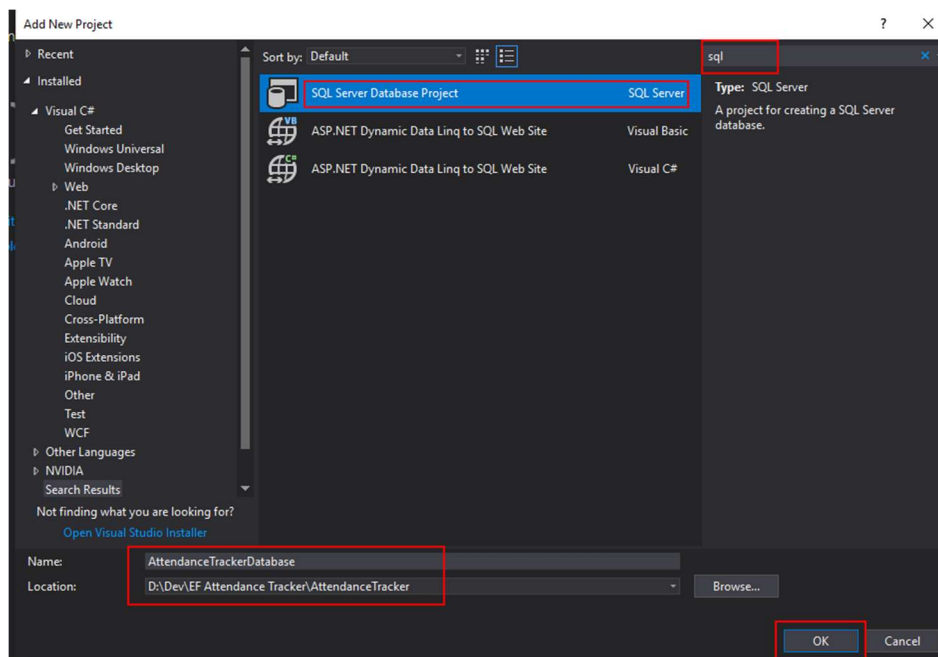 Add New Project
?
Recent
Installed
Visual C#
Get Started
Windows Universal
Windows Desktop
Web
.NET Core
.NET Standard
Android
Apple TV
Apple Watch
Cloud
Cross-Platform
Extensibility
iOS Extensions
iPhone & iPad
Other
Test
WCF
Other Languages
NVIDIA
Search Results
Not finding what you are looking for?
Open Visual Studio Installer
Sort by: Default
SQL Server Database Project SQL Server
VB
ASP.NET Dynamic Data Linq to SQL Web Site Visual Basic
C#
ASP.NET Dynamic Data Linq to SQL Web Site Visual C#
sql
Type: SQL Server
A project for creating a SQL Server
database.
Name: AttendanceTrackerDatabase
Location: D:\Dev\EF Attendance Tracker\AttendanceTracker
Browse...
OK Cancel